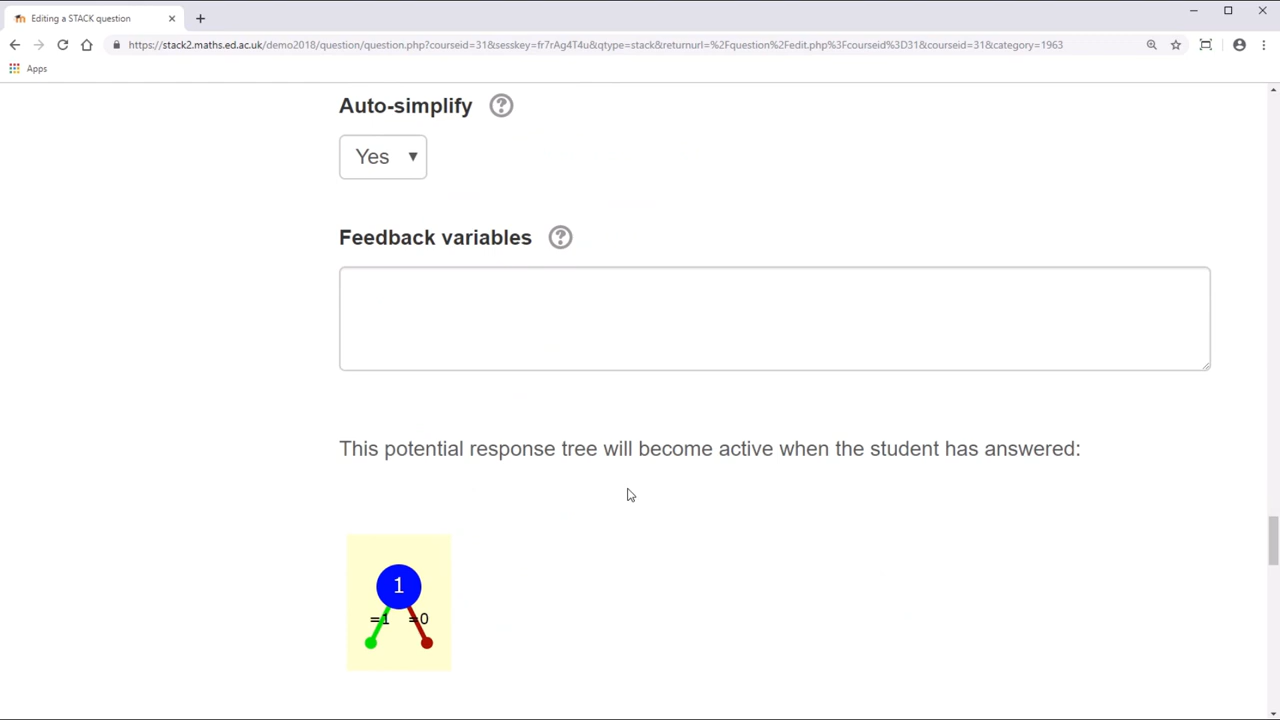 Editing a STACK question
https://stack2.maths.ed.ac.uk/demo2018/question/question.php?courseid=31&sesskey=fr7rAg4T4u&qtype=stack&returnurl=%2Fquestion%2Fedit.php%3Fcourseid%3D31&courseid=31&category=1963
Apps
Auto-simplify
Yes
Feedback variables
This potential response tree will become active when the student has answered:
1
=1 =0